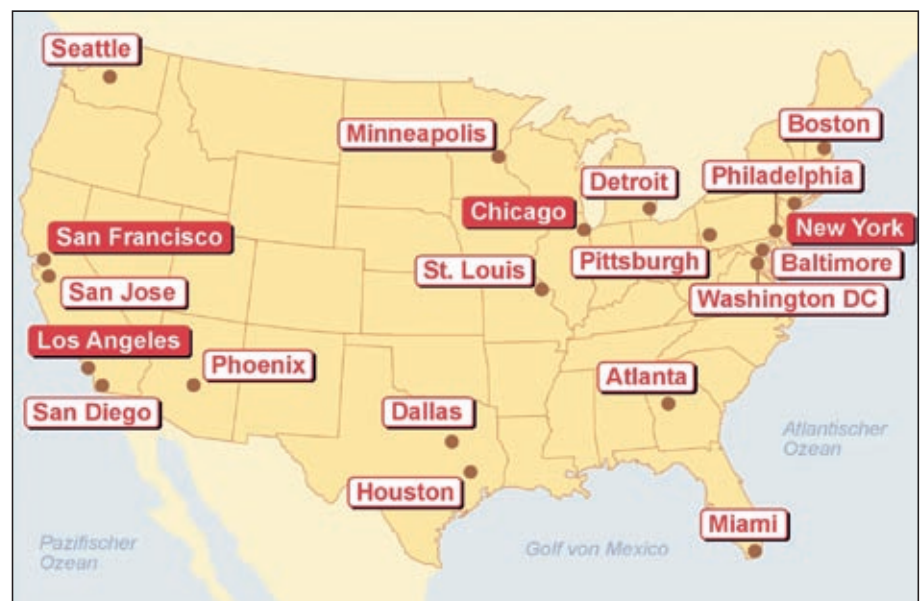 Seattle
Minneapolis
Boston
Detroit
Philadelphia
Chicago
New York
San Francisco
St. Louis
Pittsburgh
Baltimore
San Jose
Washington DC
Los Angeles
Phoenix
Atlanta
San Diego
Dallas
Atlantischer
Ozean
Houston
Miami
Pazifischer
Ozean
Golf von Mexico